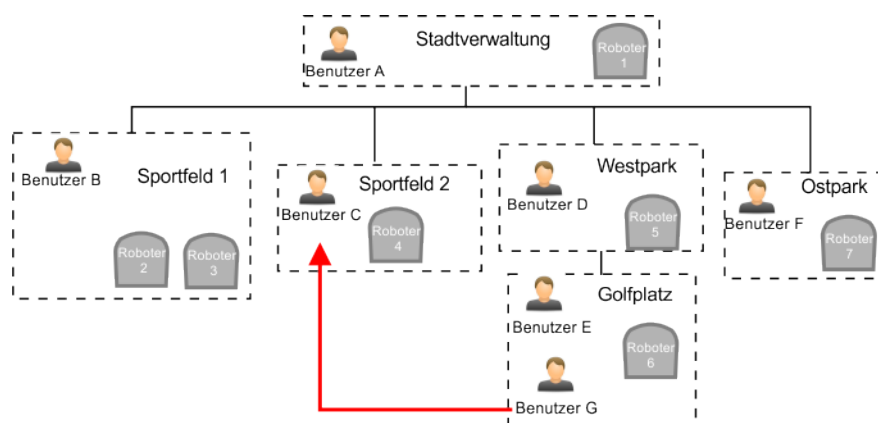 Stadtverwaltung
Benutzer A
Roboter
1
Benutzer B
Sportfeld 1
Roboter
2
Roboter
3
Sportfeld 2
Benutzer C
Roboter
4
Westpark
Benutzer D
Roboter
5
Ostpark
Benutzer F
Roboter
7
Golfplatz
Benutzer E
Roboter
6
Benutzer G